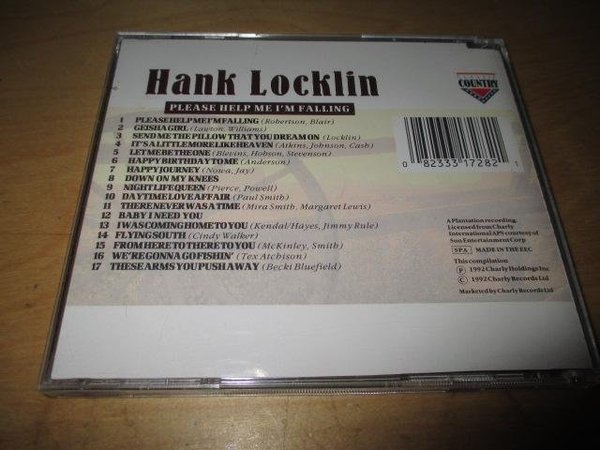 Hank Locklin
PLEASE HELP ME I'M FALLING
COUNTRY
1 PLEASE HELP ME I'M FALLING (Robertson, Blair)
2 GEISHA GIRL (Lawton, Williams)
3 SEND ME THE PILLOW THAT YOU DREAM ON (Locklin)
4 IT'S A LITTLE MORE LIKE HEAVEN (Atkins, Johnson, Cash)
5 LET ME BE THE ONE (Blevins, Hobson, Stevenson)
6 HAPPY BIRTHDAY TO ME (Anderson)
7 HAPPY JOURNEY (Nowa, Jay)
8 DOWN ON MY KNEES
9 NIGHT LIFE QUEEN (Pierce, Powell)
10 DAYTIME LOVE AFFAIR (Paul Smith)
11 THERE NEVER WAS A TIME (Mira Smith, Margaret Lewis)
12 BABY I NEED YOU
13 I WAS COMING HOME TO YOU (Kendal/Hayes, Jimmy Rule)
14 FLYING SOUTH (Cindy Walker)
15 FROM HERE TO THERE TO YOU (McKinley, Smith)
16 WE'RE GONNA GO FISHIN' (Tex Atchison)
17 THESE ARMS YOU PUSH AWAY (Becki Bluefield)
0 82333 17282 1
A Plantation recording:
Licensed from Charly
International APS courtesy of
Sun Entertainment Corp
SPA MADE IN THE EEC
This compilation
P 1992 Charly Holdings Inc
C 1992 Charly Records Ltd
Marketed by Charly Records Ltd